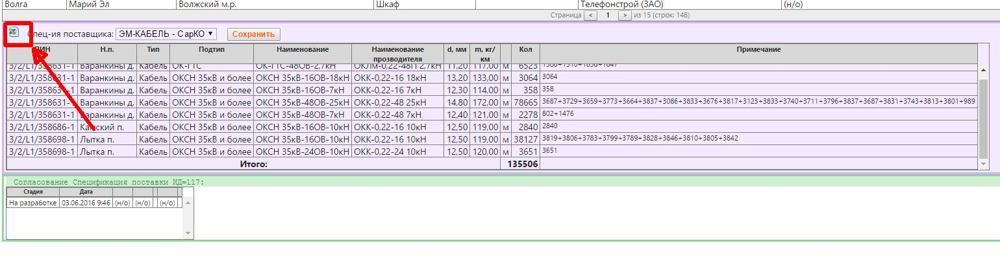 Волга Марий Эл Волжский м.р. Шкаф Телефонстрой (ЗАО) (н/о)
Страница < 1 > из 15 (строк: 148)
Спец-ия поставщика: ЭМ-КАБЕЛЬ - СарКО Сохранить
ПИН Н.п. Тип Подтип Наименование Наименование прозводителя d, мм m, кг/км Кол Примечание
3/2/L1/358631-1 Варанкины д. Кабель ОК-ГТС ОК-ГТС-48ОВ-2,7кН ОКЛм-0,22-48П 2,7кН 11,20 117,00 м 6523 1308+1510+1858+1847
3/2/L1/358631-1 Варанкины д. Кабель ОКСН 35кВ и более ОКСН 35кВ-16ОВ-18кН ОКК-0,22-16 18кН 13,20 133,00 м 3064 3064
3/2/L1/358631-1 Варанкины д. Кабель ОКСН 35кВ и более ОКСН 35кВ-16ОВ-7кН ОКК-0,22-16 7кН 12,30 114,00 м 358 358
3/2/L1/358631-1 Варанкины д. Кабель ОКСН 35кВ и более ОКСН 35кВ-48ОВ-25кН ОКК-0,22-48 25кН 14,80 172,00 м 78665 3687+3729+3659+3773+3664+3837+3086+3833+3676+3817+3123+3833+3740+3711+3796+3837+3687+3831+3743+3813+3801+989
3/2/L1/358631-1 Варанкины д. Кабель ОКСН 35кВ и более ОКСН 35кВ-48ОВ-7кН ОКК-0,22-48 7кН 12,40 121,00 м 2278 802+1476
3/2/L1/358686-1 Камский п. Кабель ОКСН 35кВ и более ОКСН 35кВ-16ОВ-10кН ОКК-0,22-16 10кН 12,50 119,00 м 2840 2840
3/2/L1/358698-1 Лытка п. Кабель ОКСН 35кВ и более ОКСН 35кВ-16ОВ-10кН ОКК-0,22-16 10кН 12,50 119,00 м 38127 3819+3806+3783+3799+3789+3828+3846+3810+3805+3842
3/2/L1/358698-1 Лытка п. Кабель ОКСН 35кВ и более ОКСН 35кВ-24ОВ-10кН ОКК-0,22-24 10кН 12,50 120,00 м 3651 3651
Итого: 135506
Согласование Спецификация поставки ИД=117:
Стадия Дата
На разработке 03.06.2016 9:46 (н/о) (н/о) (н/о)